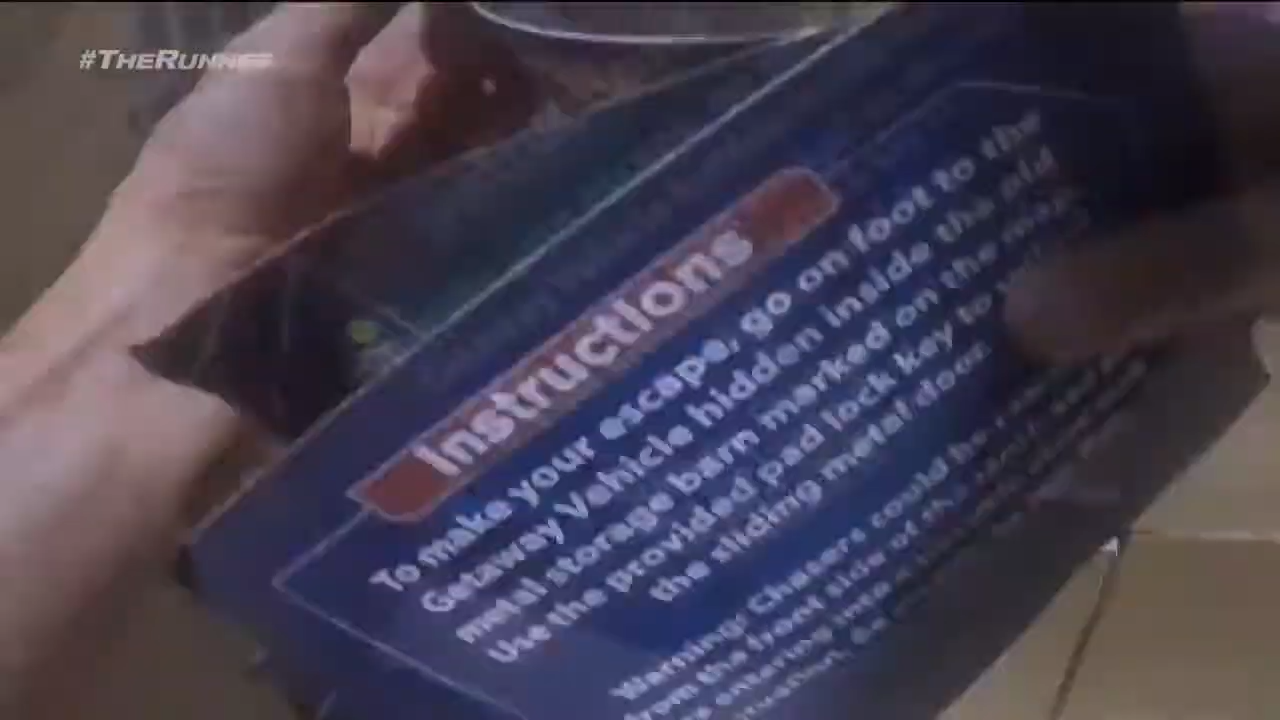 #THERUNNER
Instructions
To make your escape, go on foot to the
Getaway Vehicle hidden inside the old
metal storage barn marked on the map.
Use the provided pad lock key to
the sliding metal door.
Warning: Chasers could be
from the front side of the
entering